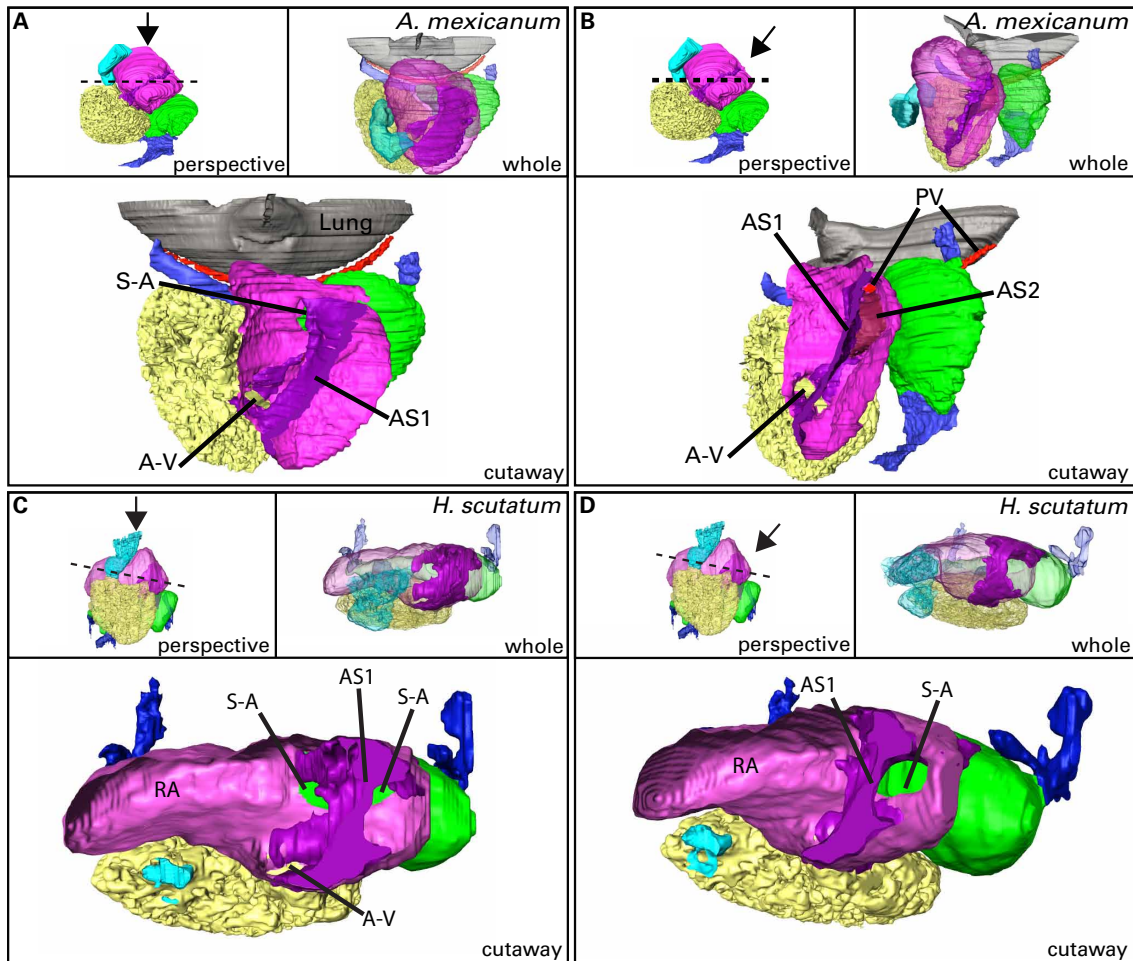 A
perspective
A. mexicanum
whole
Lung
S-A
AS1
A-V
cutaway
B
perspective
A. mexicanum
whole
PV
AS1
AS2
A-V
cutaway
C
perspective
H. scutatum
whole
AS1
S-A
S-A
RA
A-V
cutaway
D
perspective
H. scutatum
whole
AS1
S-A
RA
cutaway